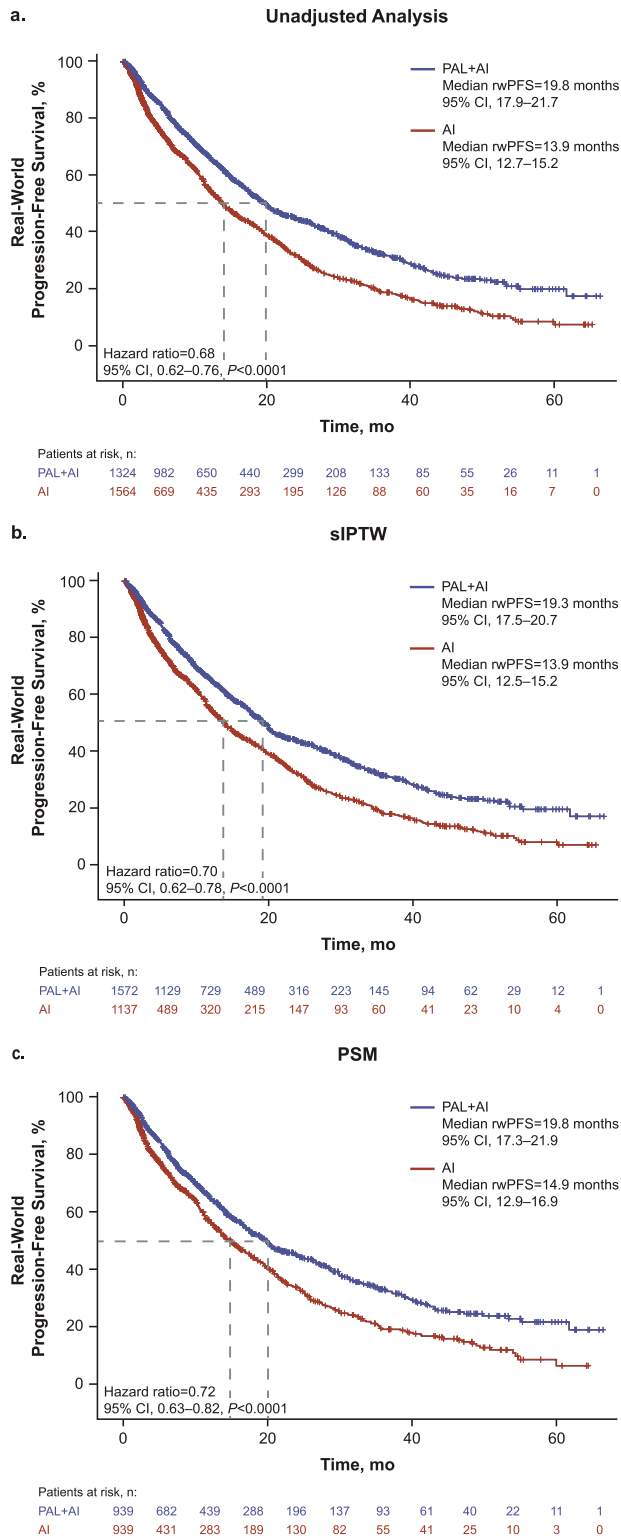 a.
Unadjusted Analysis
Real-World
Progression-Free Survival, %
100
80
60
40
20
0
PAL+AI
Median rwPFS=19.8 months
95% CI, 17.9–21.7
AI
Median rwPFS=13.9 months
95% CI, 12.7–15.2
Hazard ratio=0.68
95% CI, 0.62–0.76, P<0.0001
0 20 40 60
Time, mo
Patients at risk, n:
PAL+AI 1324 982 650 440 299 208 133 85 55 26 11 1
AI 1564 669 435 293 195 126 88 60 35 16 7 0
b.
sIPTW
Real-World
Progression-Free Survival, %
100
80
60
40
20
0
PAL+AI
Median rwPFS=19.3 months
95% CI, 17.5–20.7
AI
Median rwPFS=13.9 months
95% CI, 12.5–15.2
Hazard ratio=0.70
95% CI, 0.62–0.78, P<0.0001
0 20 40 60
Time, mo
Patients at risk, n:
PAL+AI 1572 1129 729 489 316 223 145 94 62 29 12 1
AI 1137 489 320 215 147 93 60 41 23 10 4 0
c.
PSM
Real-World
Progression-Free Survival, %
100
80
60
40
20
0
PAL+AI
Median rwPFS=19.8 months
95% CI, 17.3–21.9
AI
Median rwPFS=14.9 months
95% CI, 12.9–16.9
Hazard ratio=0.72
95% CI, 0.63–0.82, P<0.0001
0 20 40 60
Time, mo
Patients at risk, n:
PAL+AI 939 682 439 288 196 137 93 61 40 22 11 1
AI 939 431 283 189 130 82 55 41 25 10 3 0